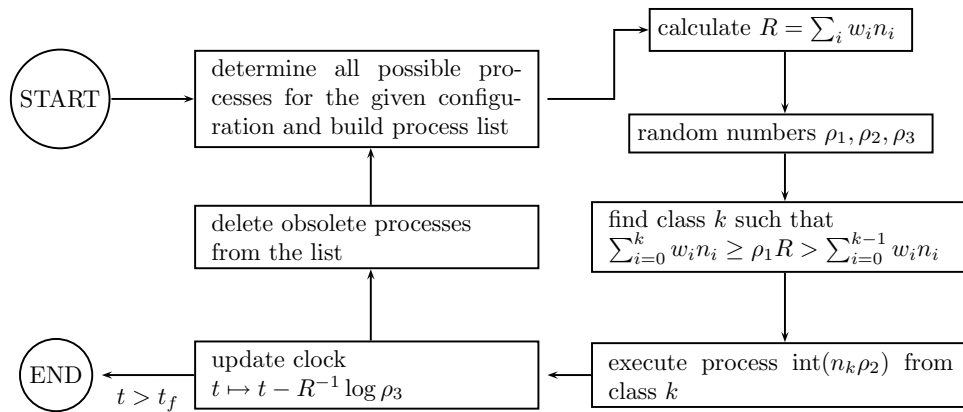 START
determine all possible pro-
cesses for the given configu-
ration and build process list
calculate R = ∑_i w_i n_i
random numbers ρ_1, ρ_2, ρ_3
find class k such that
∑_{i=0}^{k} w_i n_i ≥ ρ_1 R > ∑_{i=0}^{k−1} w_i n_i
execute process int(n_k ρ_2) from
class k
update clock
t ↦ t − R^{−1} log ρ_3
delete obsolete processes
from the list
END
t > t_f